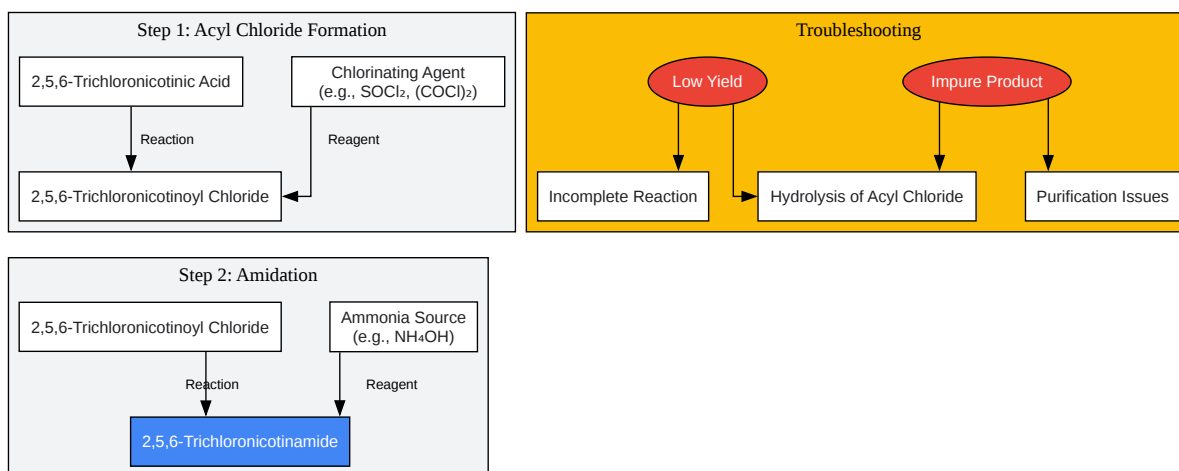 Step 1: Acyl Chloride Formation
2,5,6-Trichloronicotinic Acid
Chlorinating Agent
(e.g., SOCl₂, (COCl)₂)
Reaction
Reagent
2,5,6-Trichloronicotinoyl Chloride
Troubleshooting
Low Yield
Impure Product
Incomplete Reaction
Hydrolysis of Acyl Chloride
Purification Issues
Step 2: Amidation
2,5,6-Trichloronicotinoyl Chloride
Ammonia Source
(e.g., NH₄OH)
Reaction
Reagent
2,5,6-Trichloronicotinamide